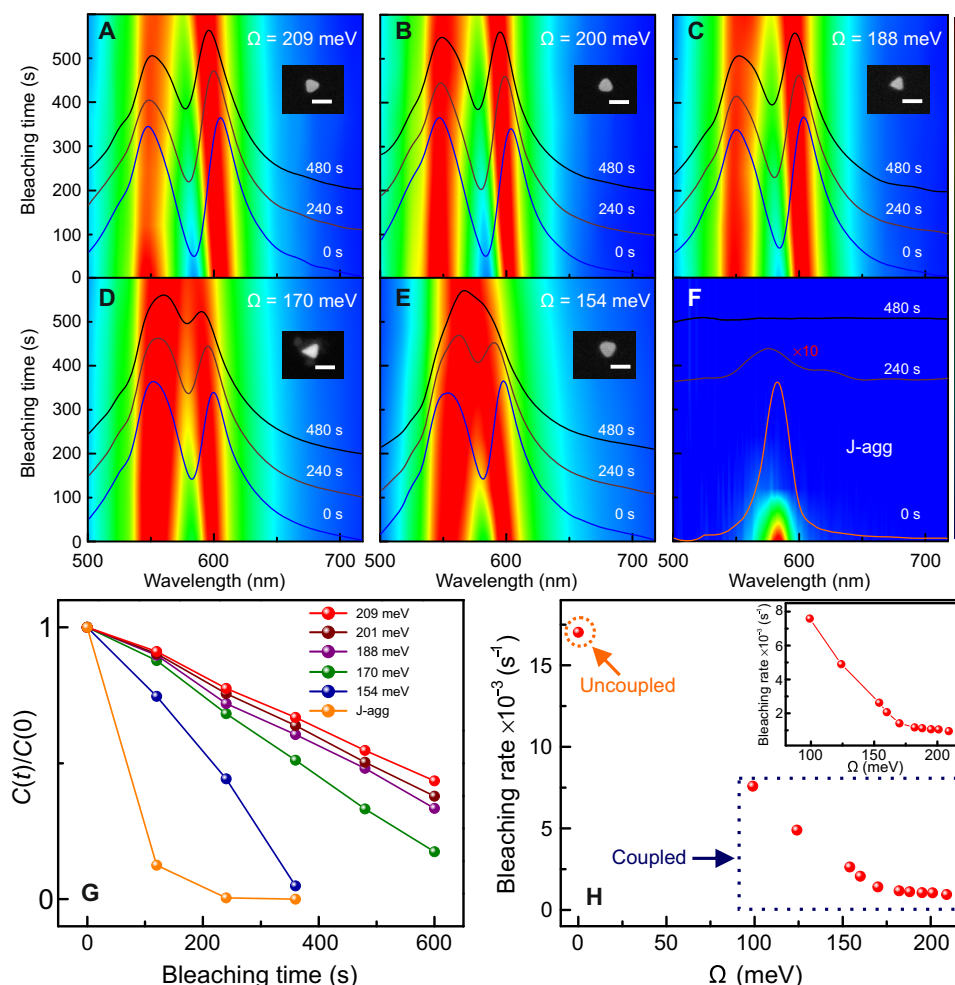 A
Ω = 209 meV
480 s
240 s
0 s
B
Ω = 200 meV
480 s
240 s
0 s
C
Ω = 188 meV
480 s
240 s
0 s
Bleaching time (s)
500
400
300
200
100
0
D
Ω = 170 meV
480 s
240 s
0 s
E
Ω = 154 meV
480 s
240 s
0 s
F
480 s
×10
240 s
J-agg
0 s
Bleaching time (s)
500
400
300
200
100
0
500 600 700
500 600 700
500 600 700
Wavelength (nm)
Wavelength (nm)
Wavelength (nm)
G
209 meV
201 meV
188 meV
170 meV
154 meV
J-agg
C(t)/C(0)
1
0
0 200 400 600
Bleaching time (s)
H
Uncoupled
Coupled
Bleaching rate ×10⁻³ (s⁻¹)
15
10
5
0
0 50 100 150 200
Ω (meV)
Bleaching rate ×10⁻³ (s⁻¹)
8
6
4
2
0
100 150 200
Ω (meV)